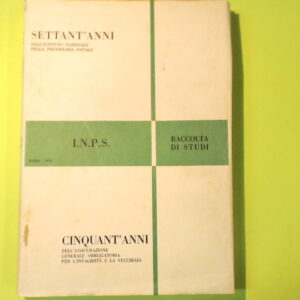 SETTANT'ANNI
DELL'ISTITUTO NAZIONALE
DELLA PREVIDENZA SOCIALE
I.N.P.S.
RACCOLTA
DI STUDI
ROMA
CINQUANT'ANNI
DELL'ASSICURAZIONE
GENERALE OBBLIGATORIA
PER L'INVALIDITÀ E LA VECCHIAIA